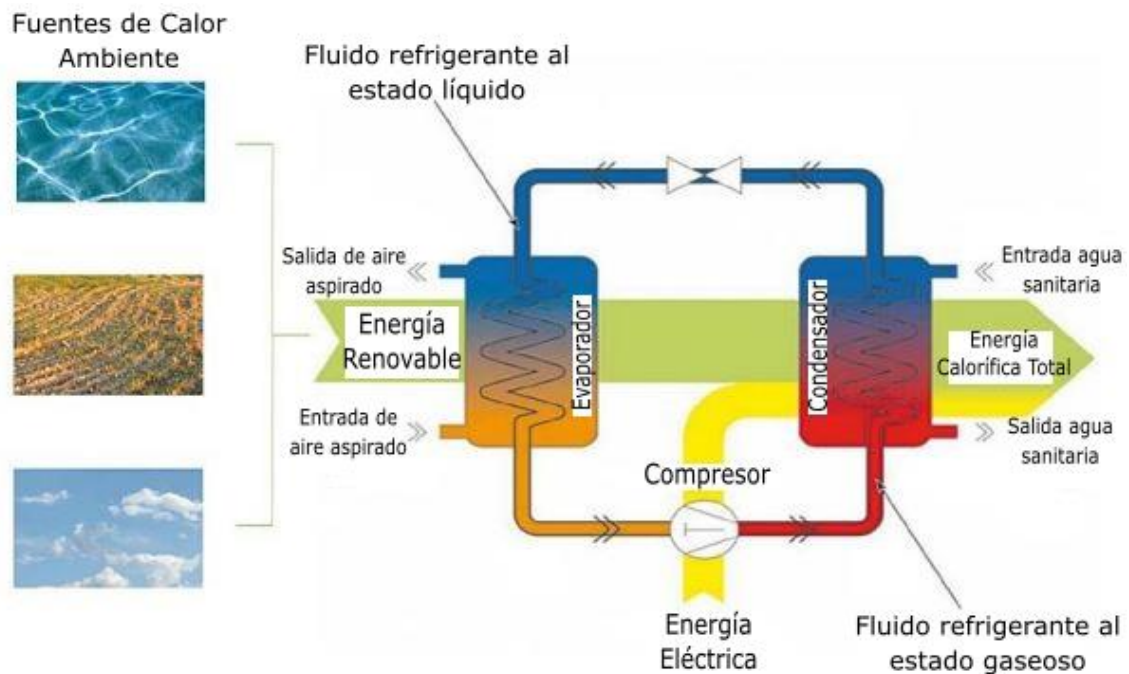 Fuentes de Calor
Ambiente
Fluido refrigerante al
estado líquido
Salida de aire
aspirado
Entrada agua
sanitaria
Energía
Renovable
Evaporador
Condensador
Energía
Calorífica Total
Entrada de
aire aspirado
Salida agua
sanitaria
Compresor
Energía
Eléctrica
Fluido refrigerante al
estado gaseoso